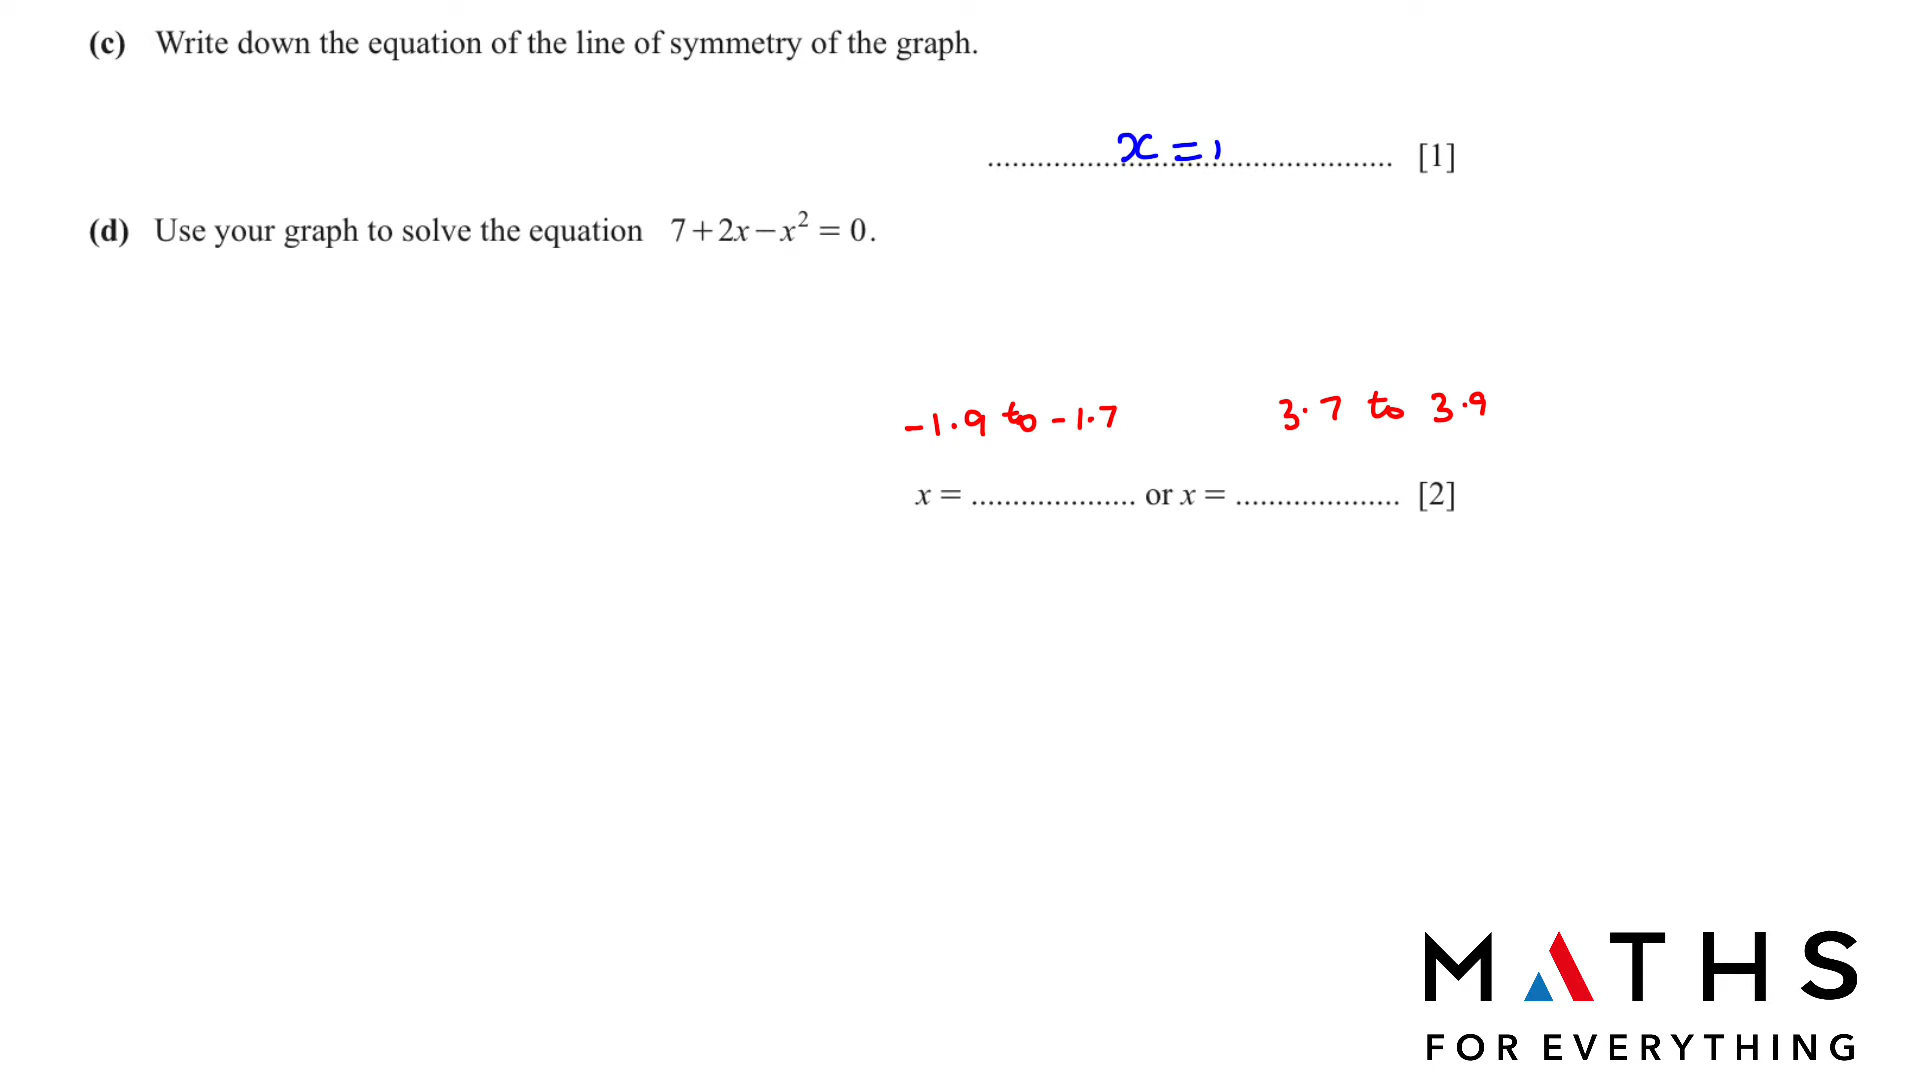 (c) Write down the equation of the line of symmetry of the graph.
x = 1 [1]
(d) Use your graph to solve the equation 7+2x−x² = 0.
-1.9 to -1.7 3.7 to 3.9
x = .................... or x = .................... [2]
MATHS
FOR EVERYTHING